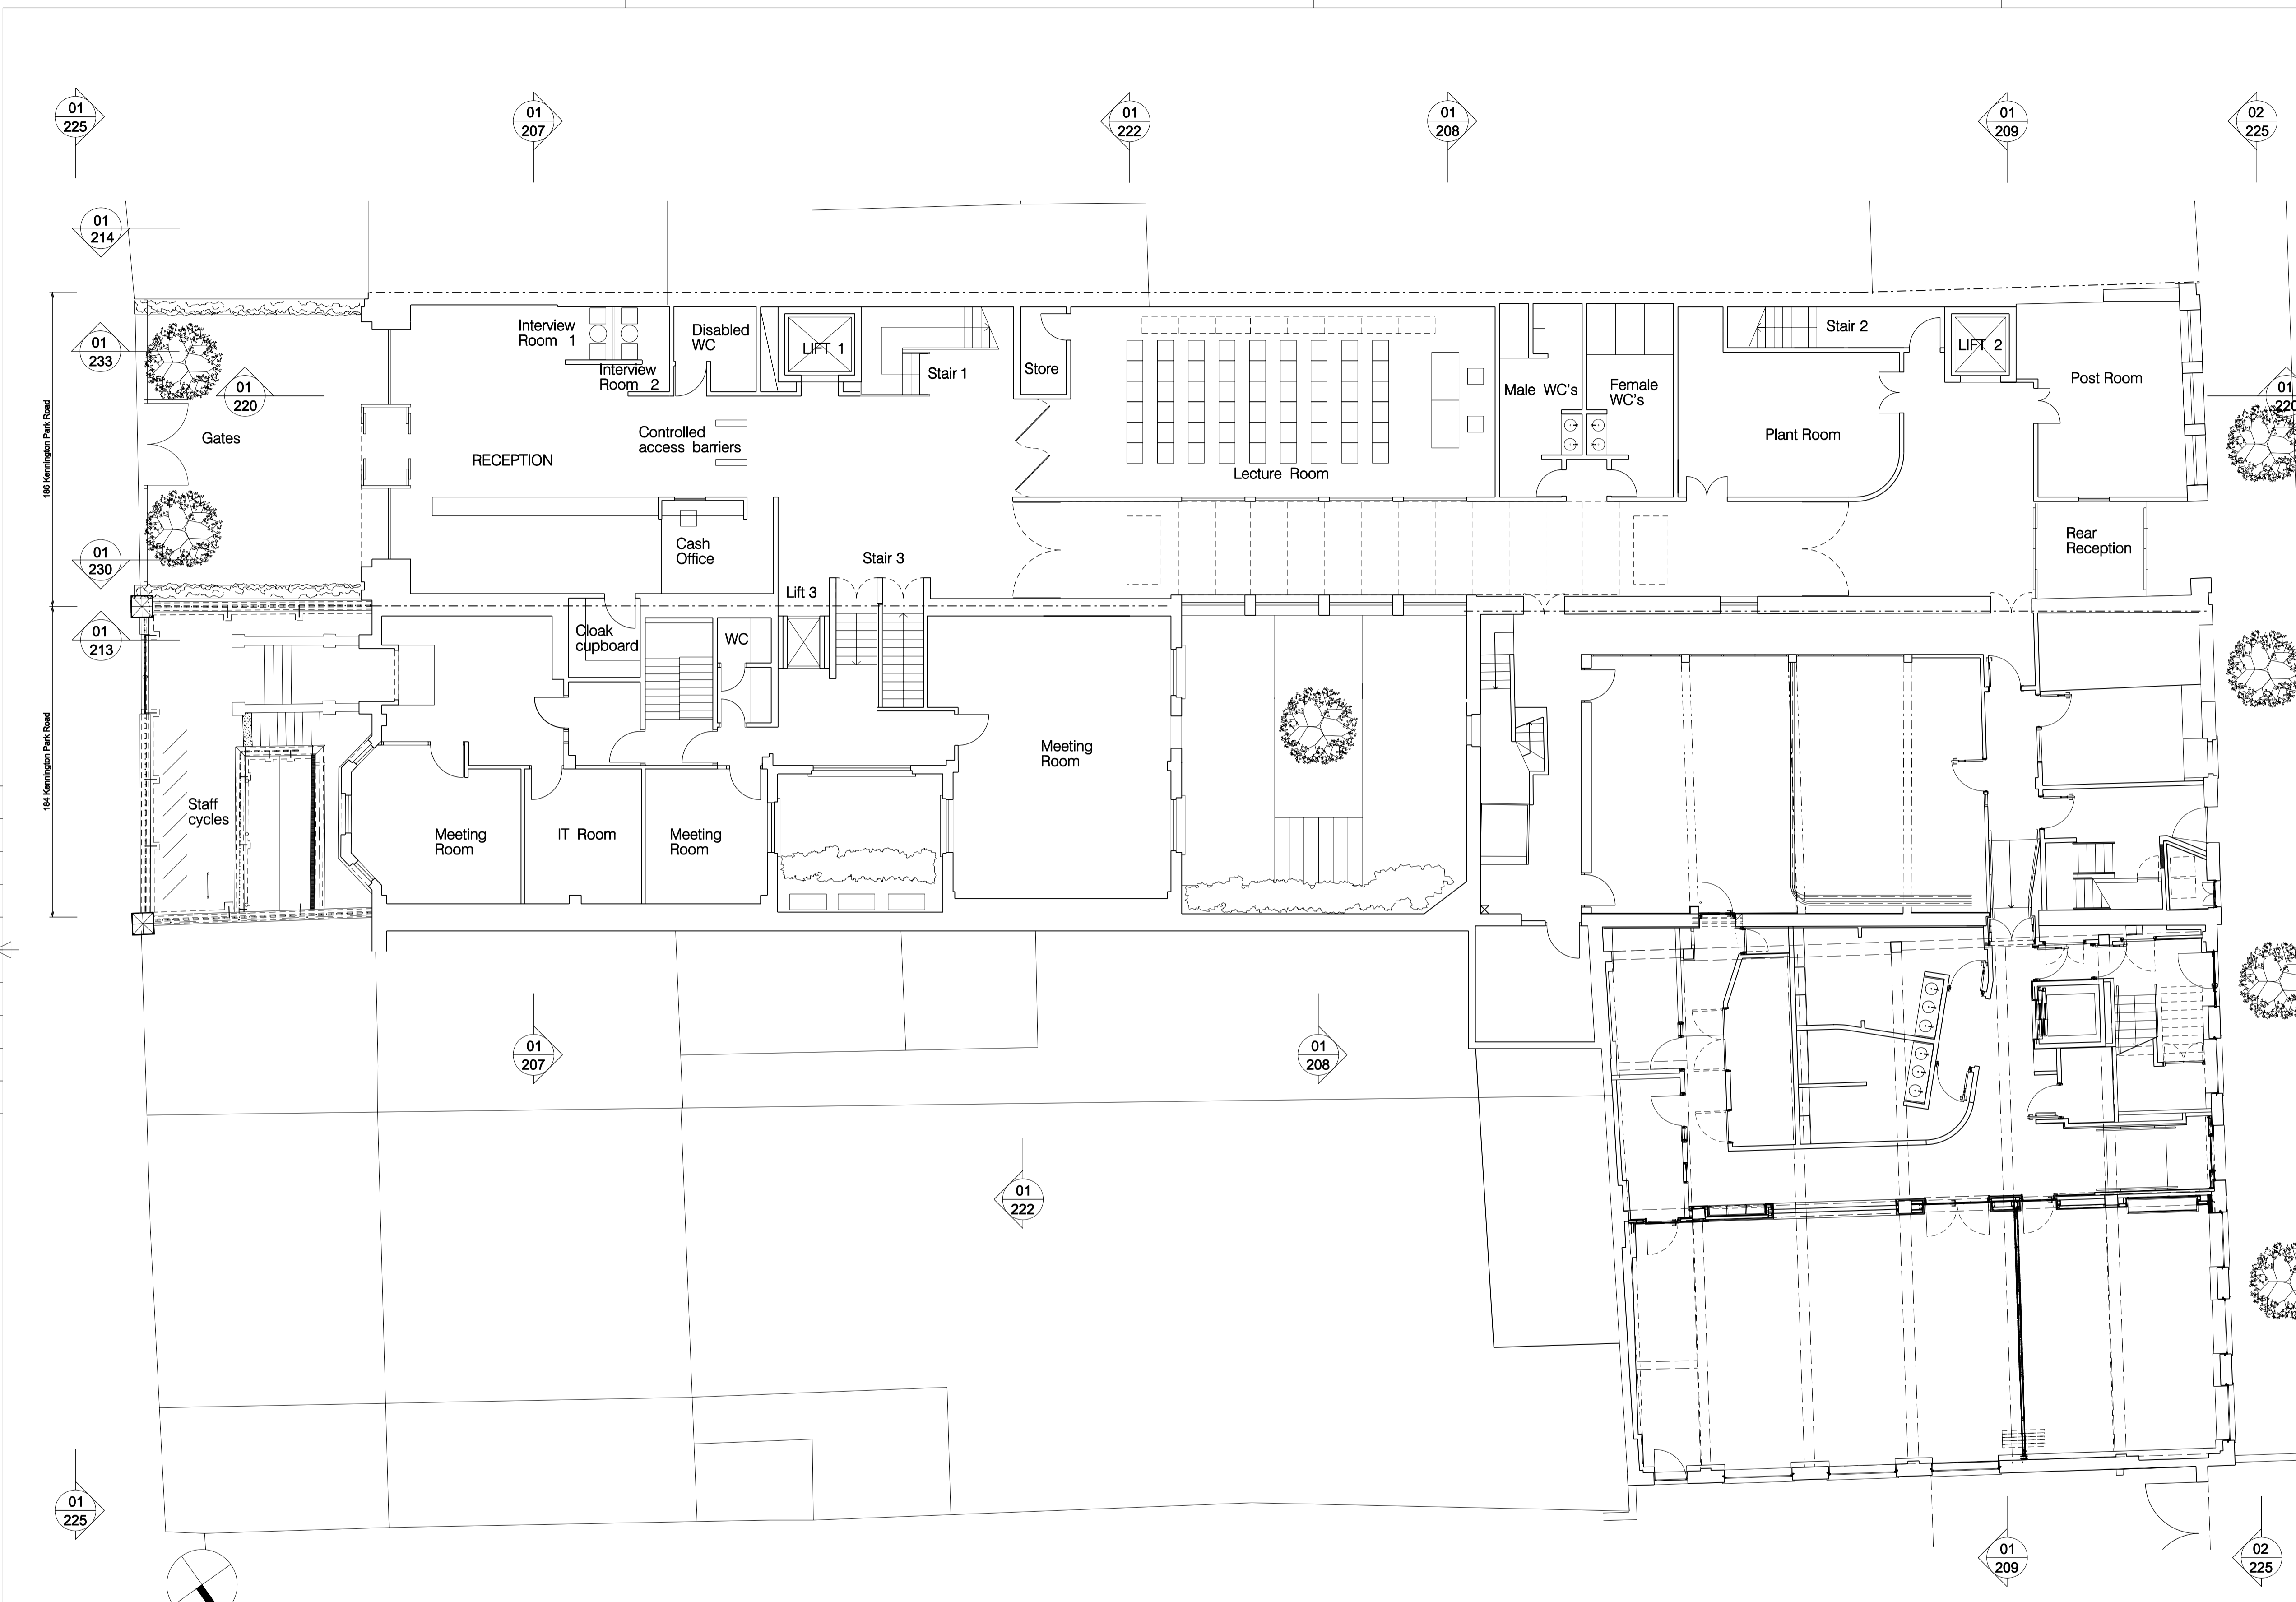 01
225
01
207
01
222
01
208
01
209
02
225
01
214
01
233
01
220
01
220
186 Kennington Park Road
Gates
Interview
Room 1
Interview
Room 2
Disabled
WC
LIFT 1
Stair 1
Store
Controlled
access barriers
RECEPTION
Lecture Room
Male WC's
Female
WC's
Stair 2
LIFT 2
Post Room
Plant Room
Cash
Office
Stair 3
Rear
Reception
01
230
Lift 3
01
213
Cloak
cupboard
WC
184 Kennington Park Road
Staff
cycles
Meeting
Room
IT Room
Meeting
Room
Meeting
Room
01
207
01
208
01
222
01
225
01
209
02
225